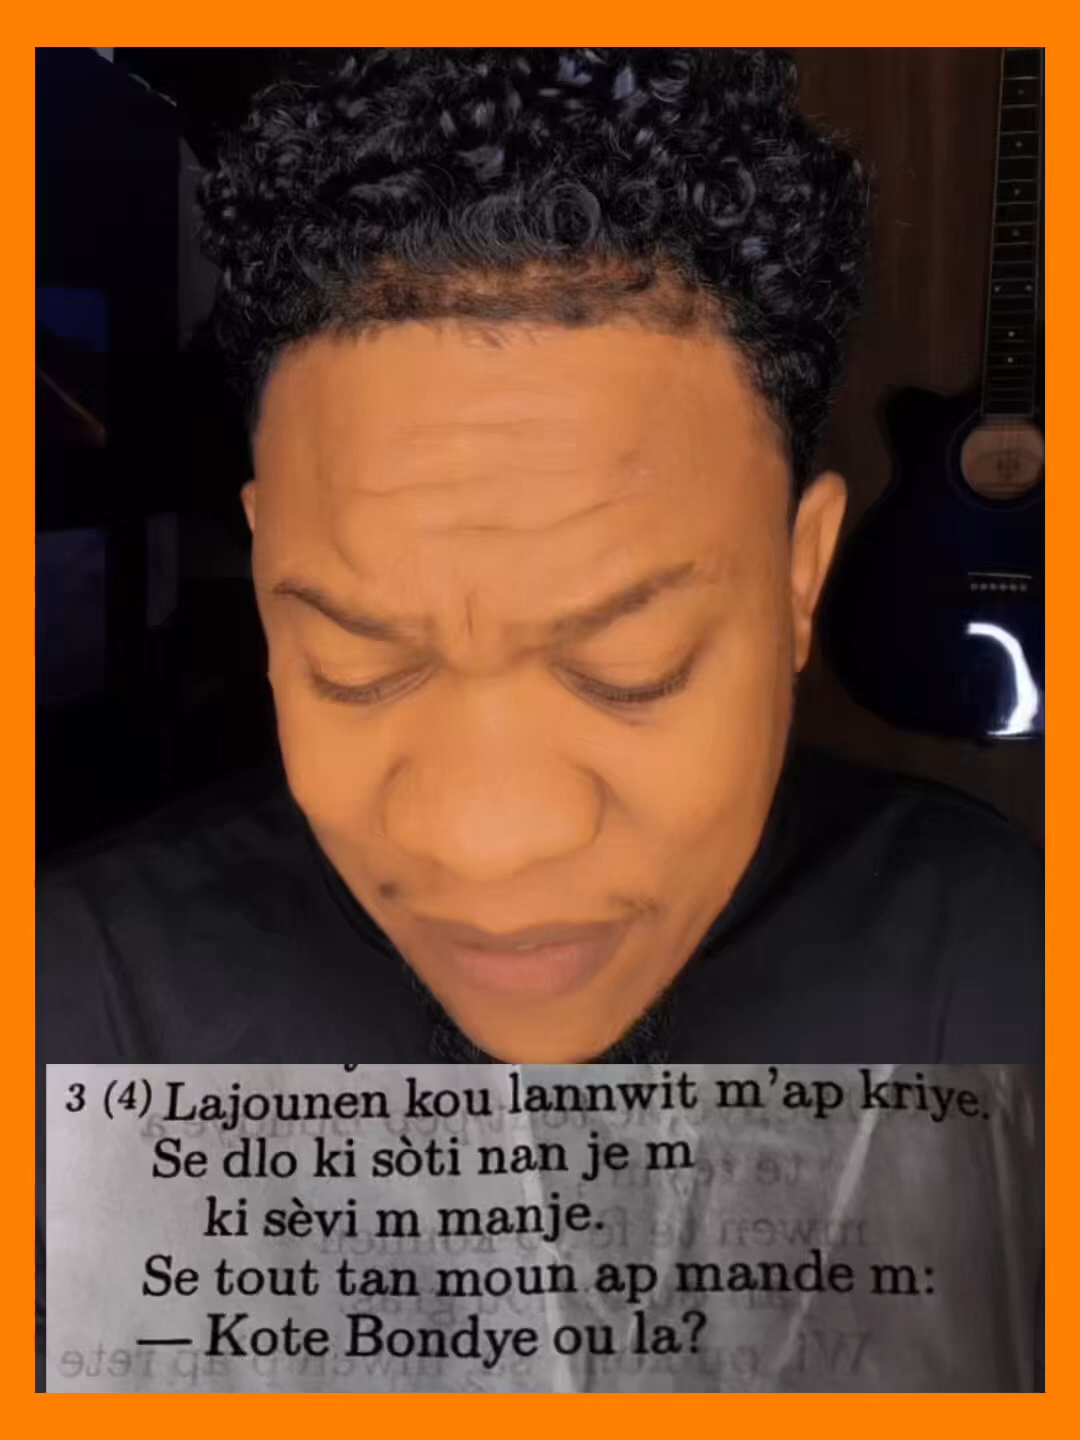 3 (4) Lajounen kou lannwit m'ap kriye.
Se dlo ki sòti nan je m
ki sèvi m manje.
Se tout tan moun ap mande m:
— Kote Bondye ou la?